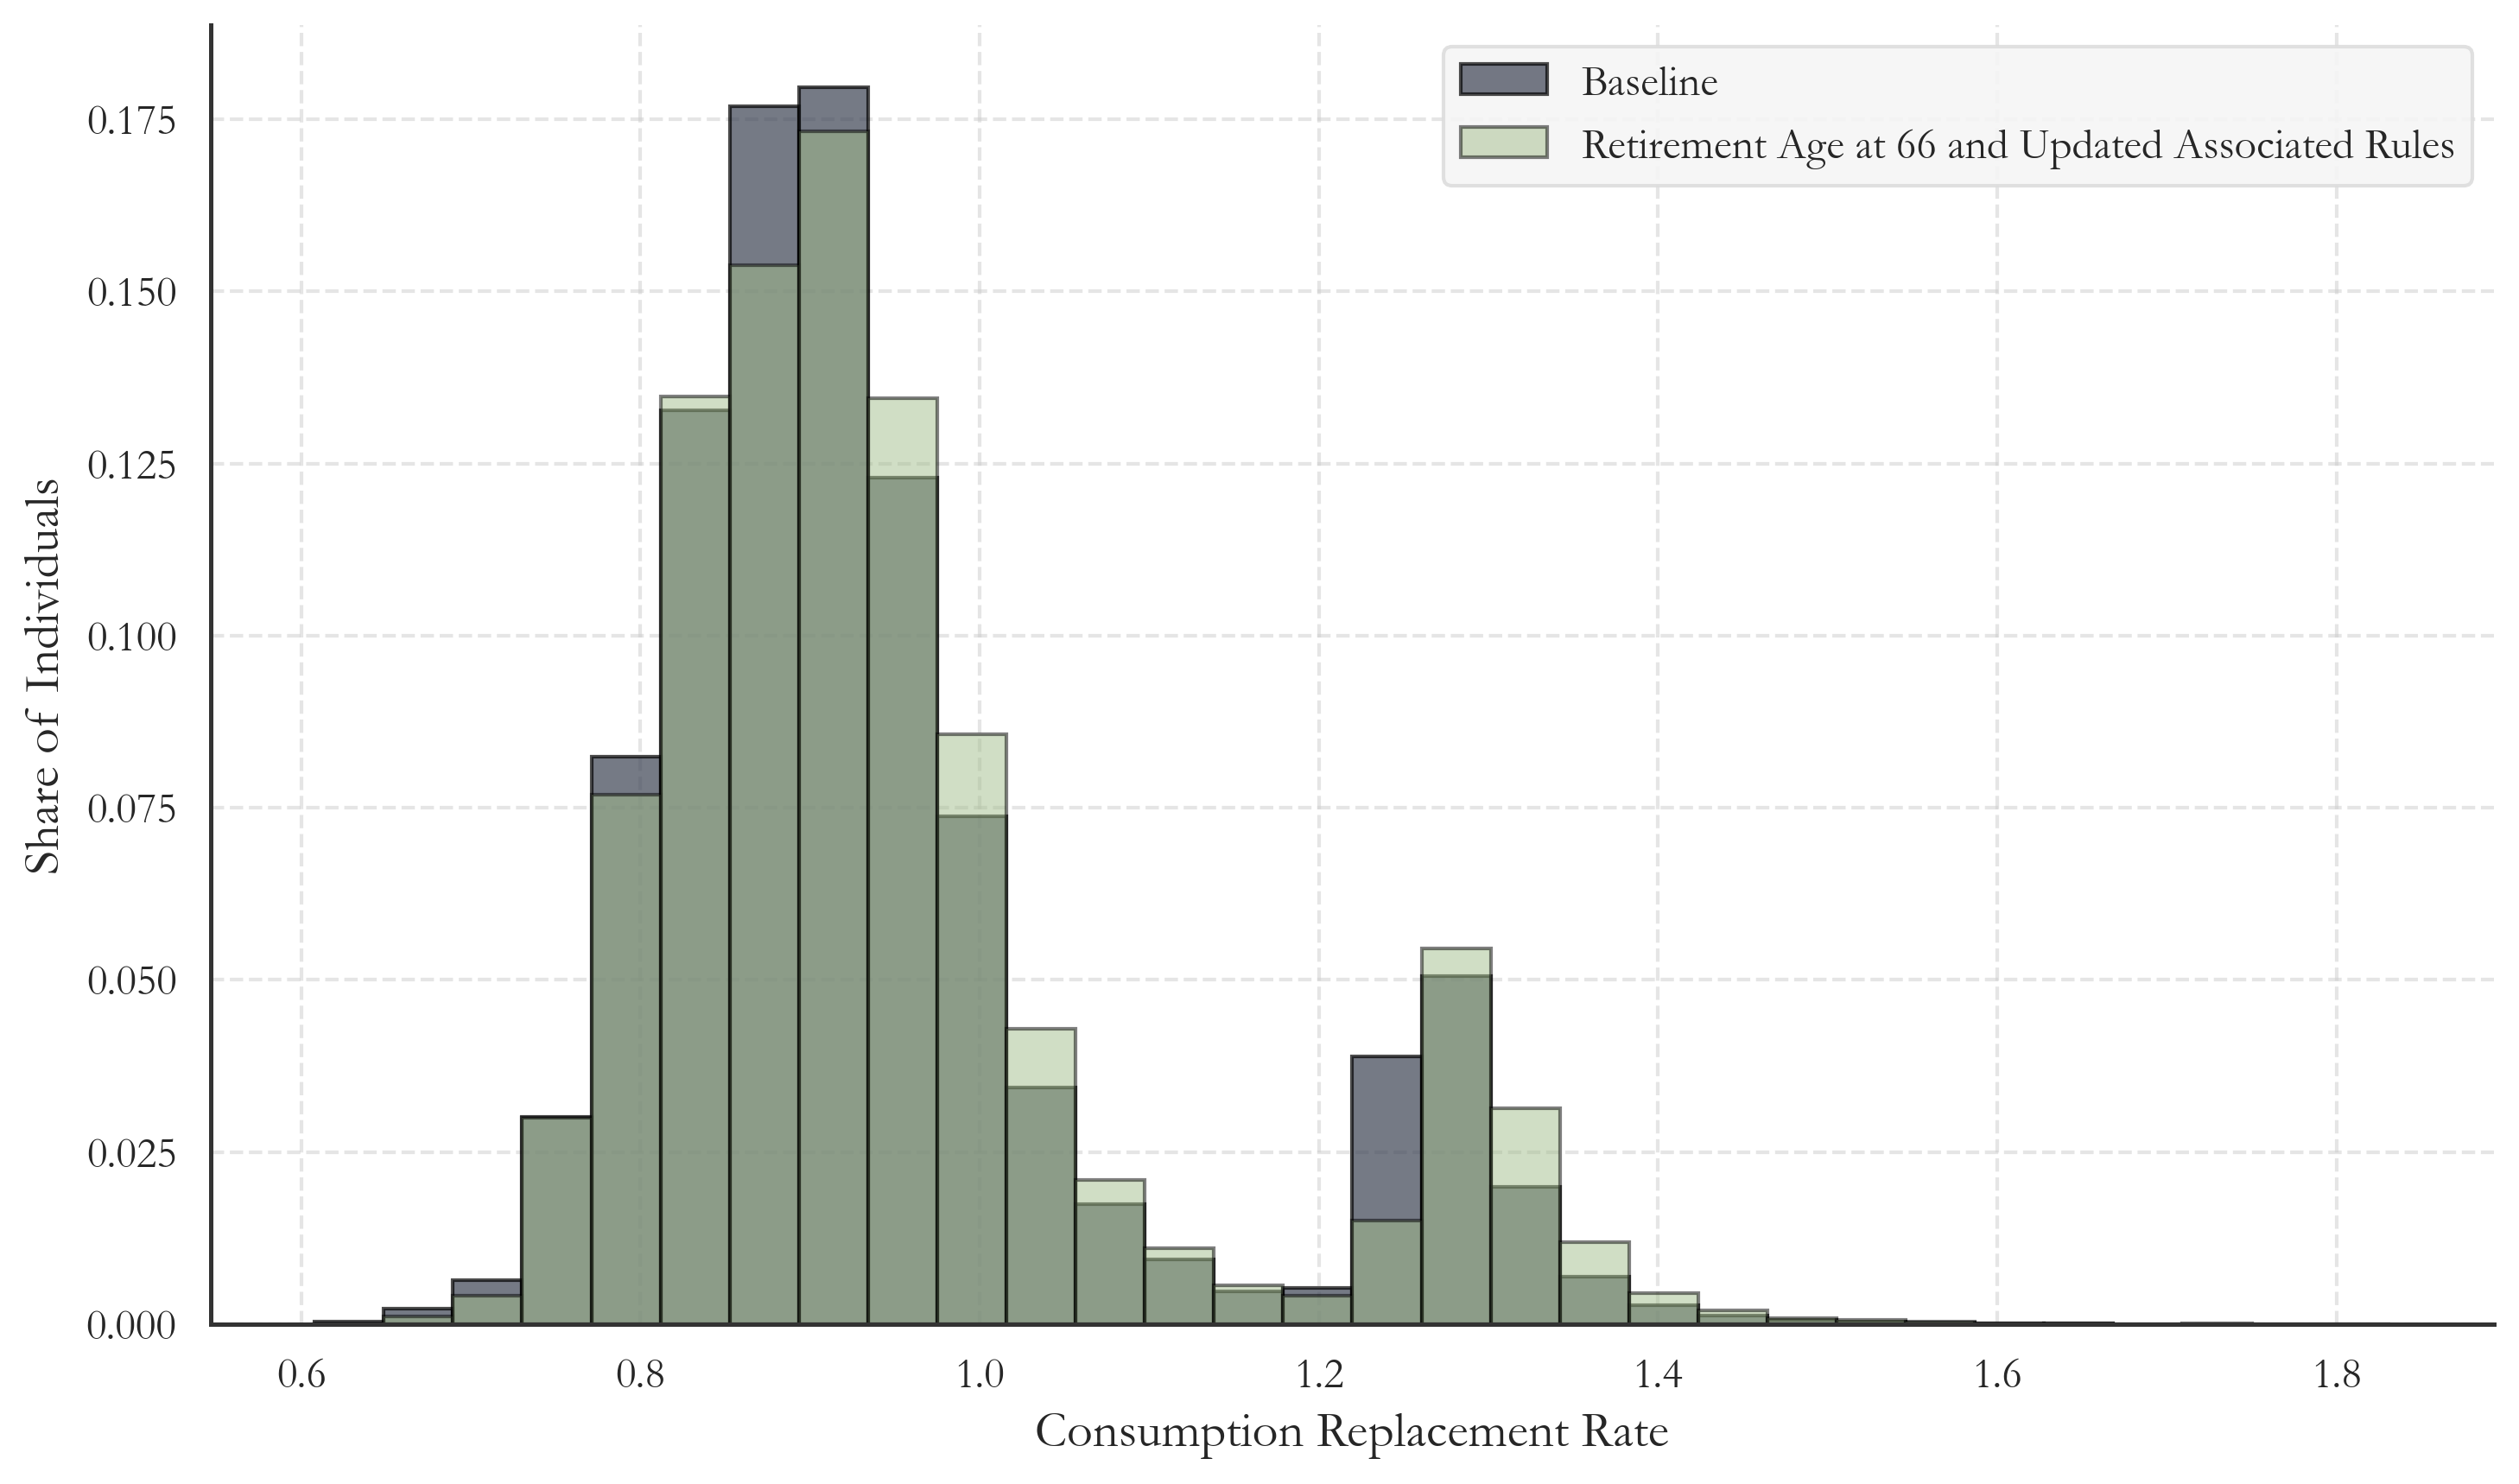 Baseline
Retirement Age at 66 and Updated Associated Rules
Share of Individuals
0.175
0.150
0.125
0.100
0.075
0.050
0.025
0.000
0.6 0.8 1.0 1.2 1.4 1.6 1.8
Consumption Replacement Rate